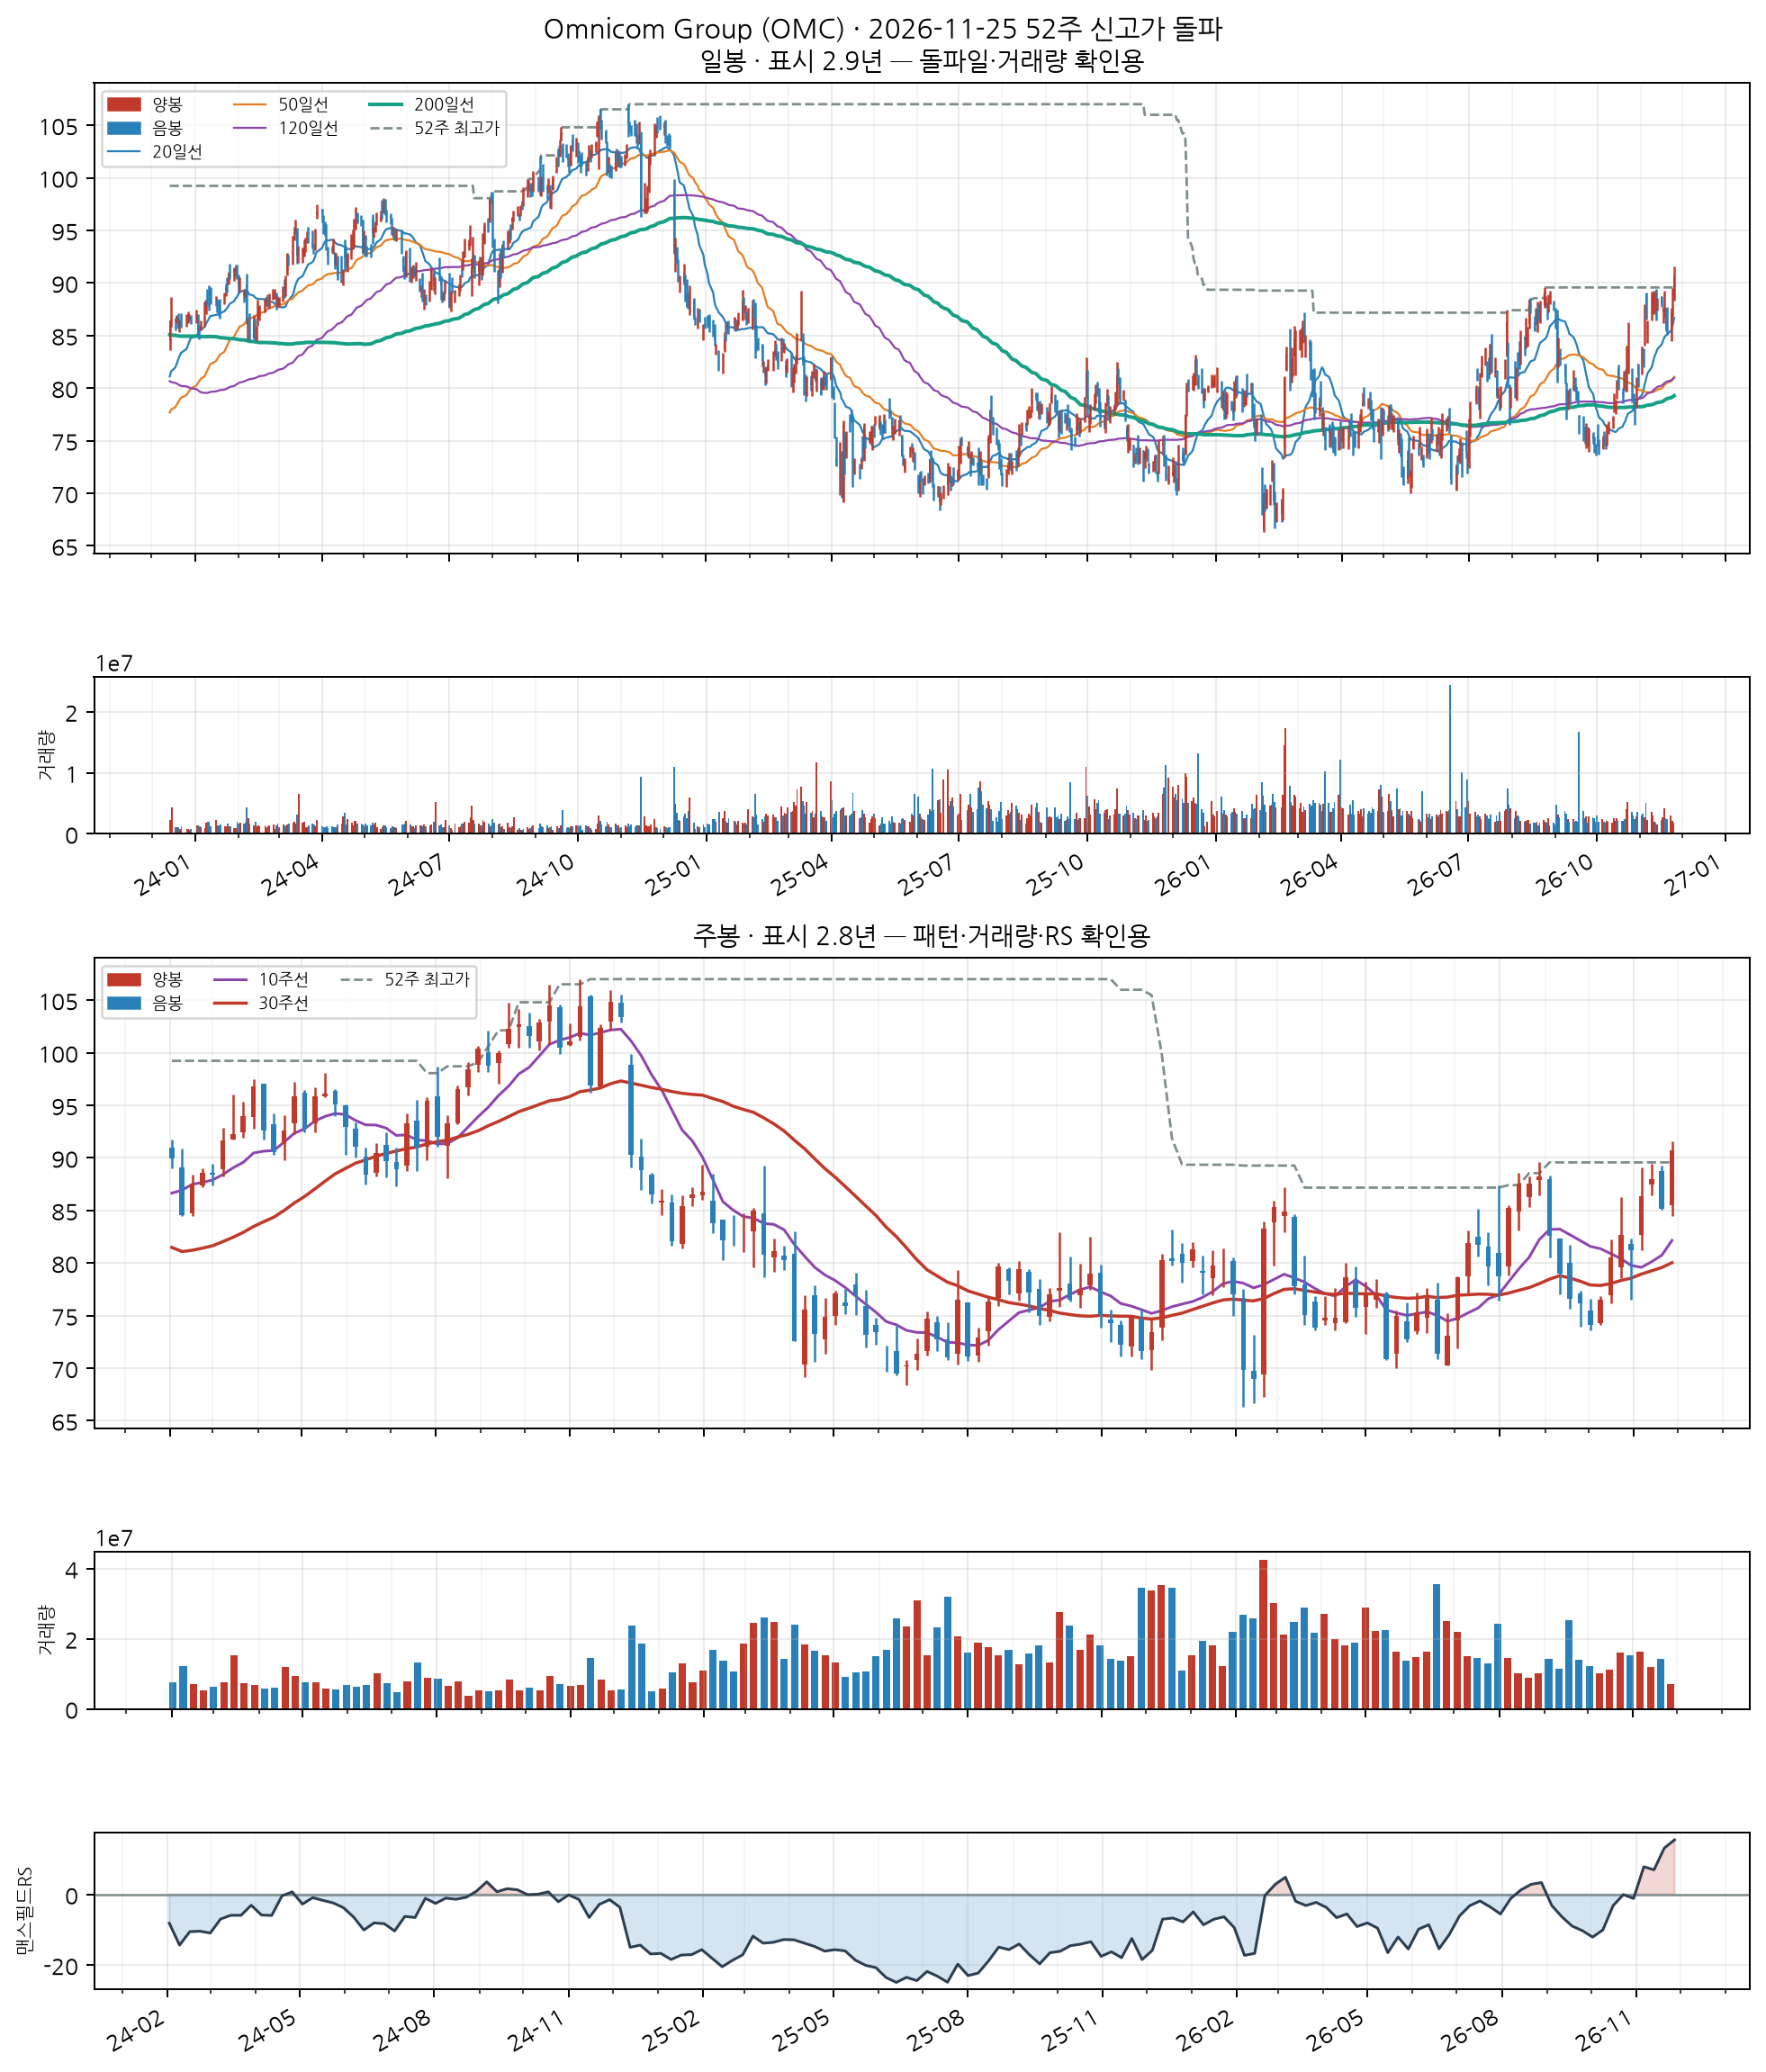 Omnicom Group (OMC) · 2026-11-25 52주 신고가 돌파
일봉 · 표시 2.9년 — 돌파일·거래량 확인용
양봉 50일선 200일선
음봉 120일선 52주 최고가
20일선
105
100
95
90
85
80
75
70
65
1e7
거래량
2
1
0
24-01 24-04 24-07 24-10 25-01 25-04 25-07 25-10 26-01 26-04 26-07 26-10 27-01
주봉 · 표시 2.8년 — 패턴·거래량·RS 확인용
양봉 10주선 52주 최고가
음봉 30주선
105
100
95
90
85
80
75
70
65
1e7
거래량
4
2
0
맨스필드RS
0
-20
24-02 24-05 24-08 24-11 25-02 25-05 25-08 25-11 26-02 26-05 26-08 26-11